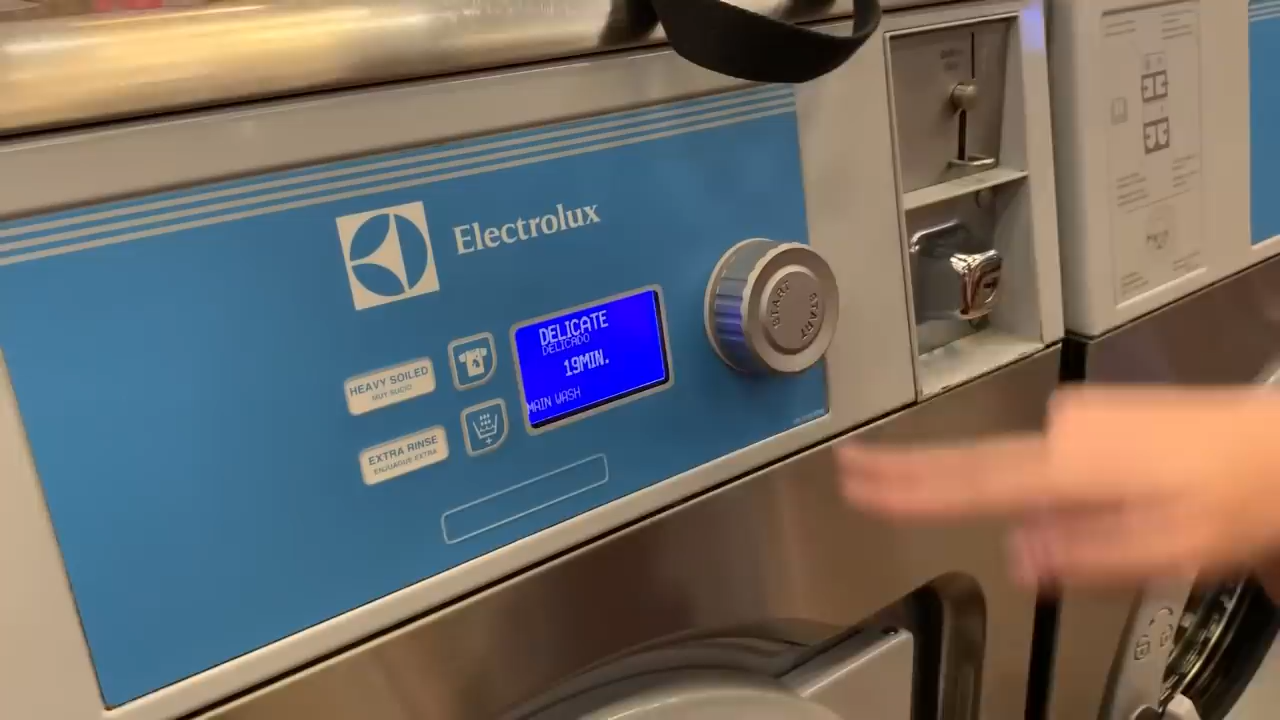 Electrolux
DELICATE
DELICADO
19MIN.
MAIN WASH
HEAVY SOILED
MUY SUCIO
EXTRA RINSE
ENJUAGUE EXTRA
START
START